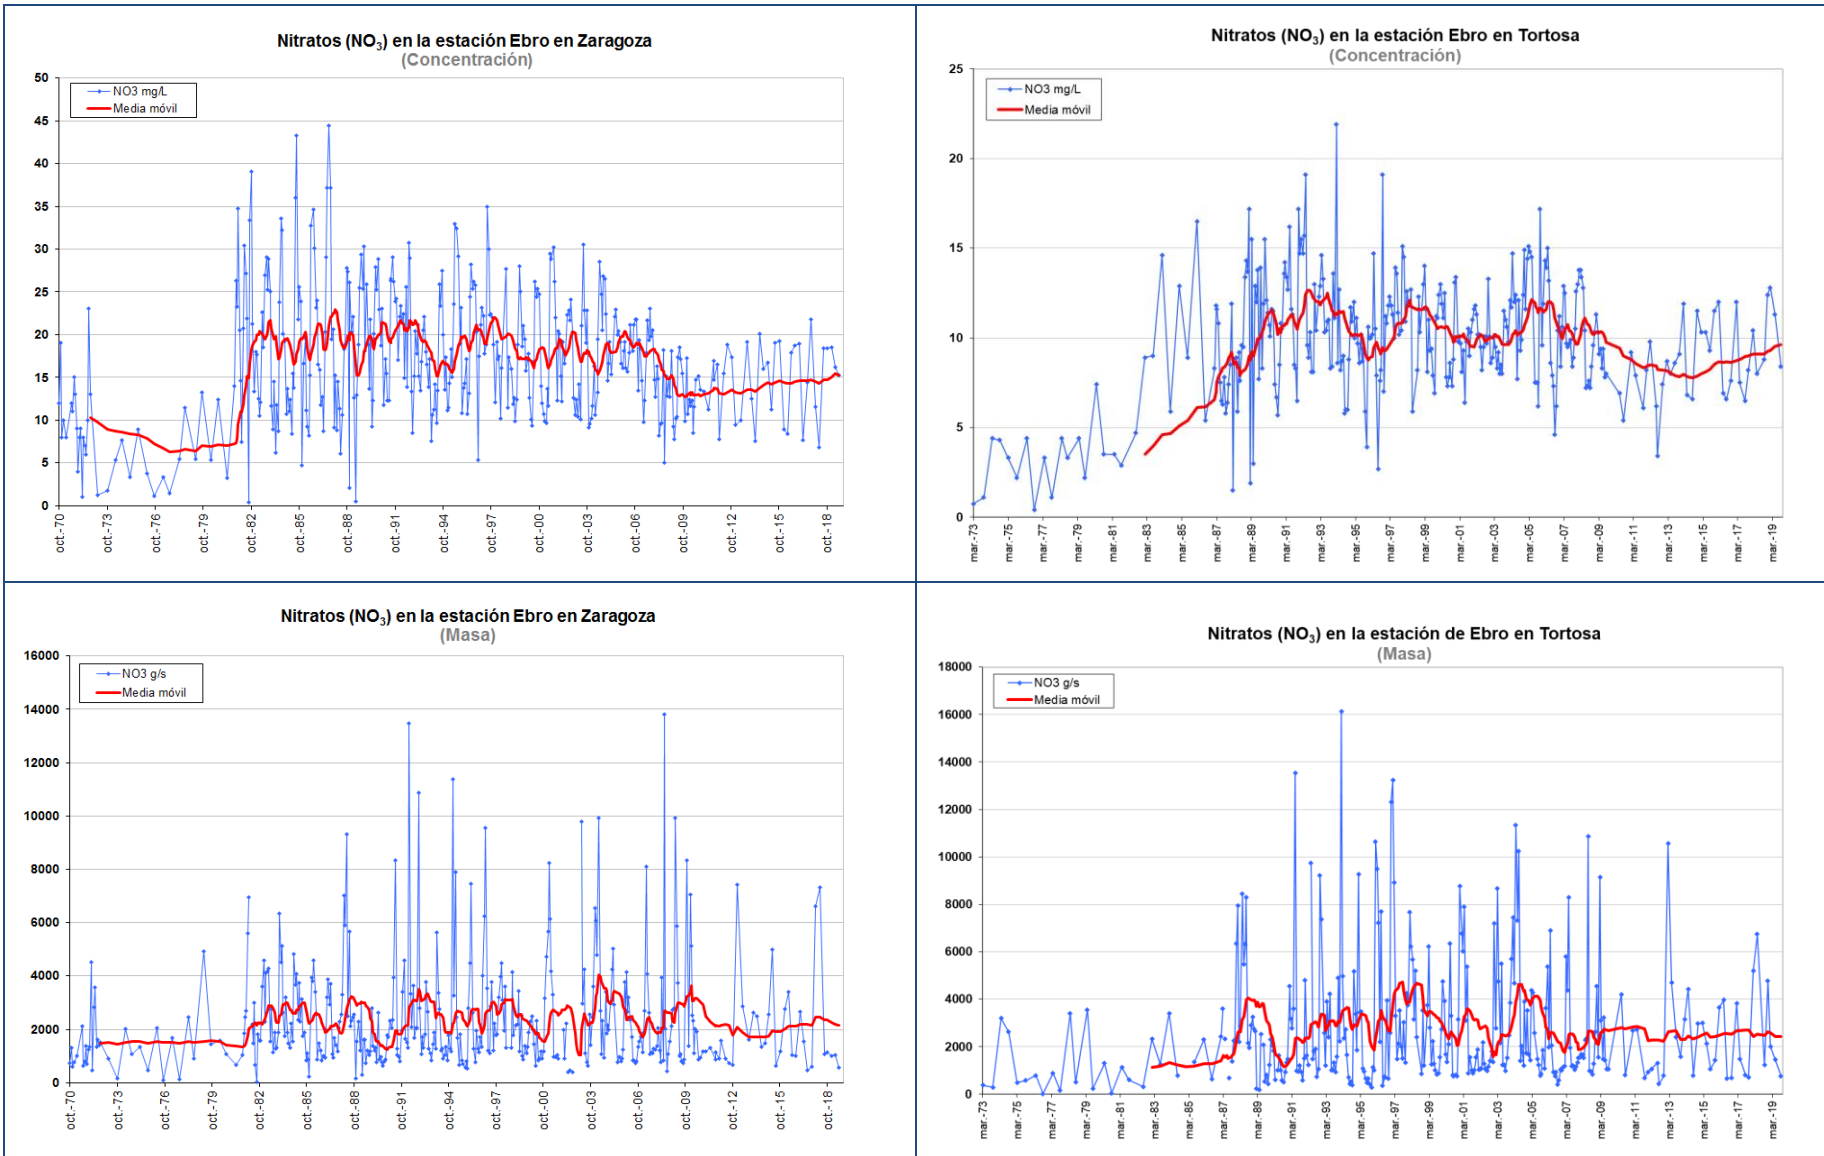 Nitratos (NO3) en la estación Ebro en Zaragoza
(Concentración)
NO3 mg/L
Media móvil
50
45
40
35
30
25
20
15
10
5
0
oct.-70
oct.-73
oct.-76
oct.-79
oct.-82
oct.-85
oct.-88
oct.-91
oct.-94
oct.-97
oct.-00
oct.-03
oct.-06
oct.-09
oct.-12
oct.-15
oct.-18
Nitratos (NO3) en la estación Ebro en Tortosa
(Concentración)
NO3 mg/L
Media móvil
25
20
15
10
5
0
mar.-73
mar.-75
mar.-77
mar.-79
mar.-81
mar.-83
mar.-85
mar.-87
mar.-89
mar.-91
mar.-93
mar.-95
mar.-97
mar.-99
mar.-01
mar.-03
mar.-05
mar.-07
mar.-09
mar.-11
mar.-13
mar.-15
mar.-17
mar.-19
Nitratos (NO3) en la estación Ebro en Zaragoza
(Masa)
NO3 g/s
Media móvil
16000
14000
12000
10000
8000
6000
4000
2000
0
oct.-70
oct.-73
oct.-76
oct.-79
oct.-82
oct.-85
oct.-88
oct.-91
oct.-94
oct.-97
oct.-00
oct.-03
oct.-06
oct.-09
oct.-12
oct.-15
oct.-18
Nitratos (NO3) en la estación de Ebro en Tortosa
(Masa)
NO3 g/s
Media móvil
18000
16000
14000
12000
10000
8000
6000
4000
2000
0
mar.-73
mar.-75
mar.-77
mar.-79
mar.-81
mar.-83
mar.-85
mar.-87
mar.-89
mar.-91
mar.-93
mar.-95
mar.-97
mar.-99
mar.-01
mar.-03
mar.-05
mar.-07
mar.-09
mar.-11
mar.-13
mar.-15
mar.-17
mar.-19